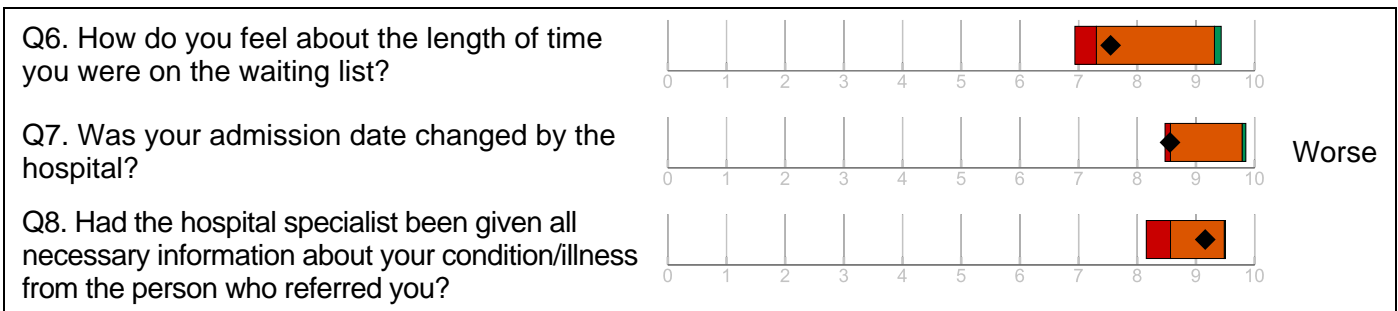 Q6. How do you feel about the length of time
you were on the waiting list?
0 1 2 3 4 5 6 7 8 9 10
Q7. Was your admission date changed by the
hospital?
Worse
0 1 2 3 4 5 6 7 8 9 10
Q8. Had the hospital specialist been given all
necessary information about your condition/illness
from the person who referred you?
0 1 2 3 4 5 6 7 8 9 10